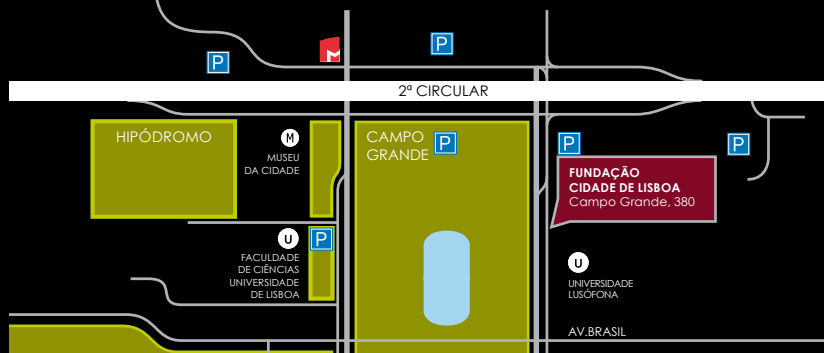 P
P
2ª CIRCULAR
HIPÓDROMO
M
MUSEU
DA CIDADE
CAMPO
GRANDE
P
P
P
FUNDAÇÃO
CIDADE DE LISBOA
Campo Grande, 380
U
P
FACULDADE
DE CIÊNCIAS
UNIVERSIDADE
DE LISBOA
U
UNIVERSIDADE
LUSÓFONA
AV.BRASIL